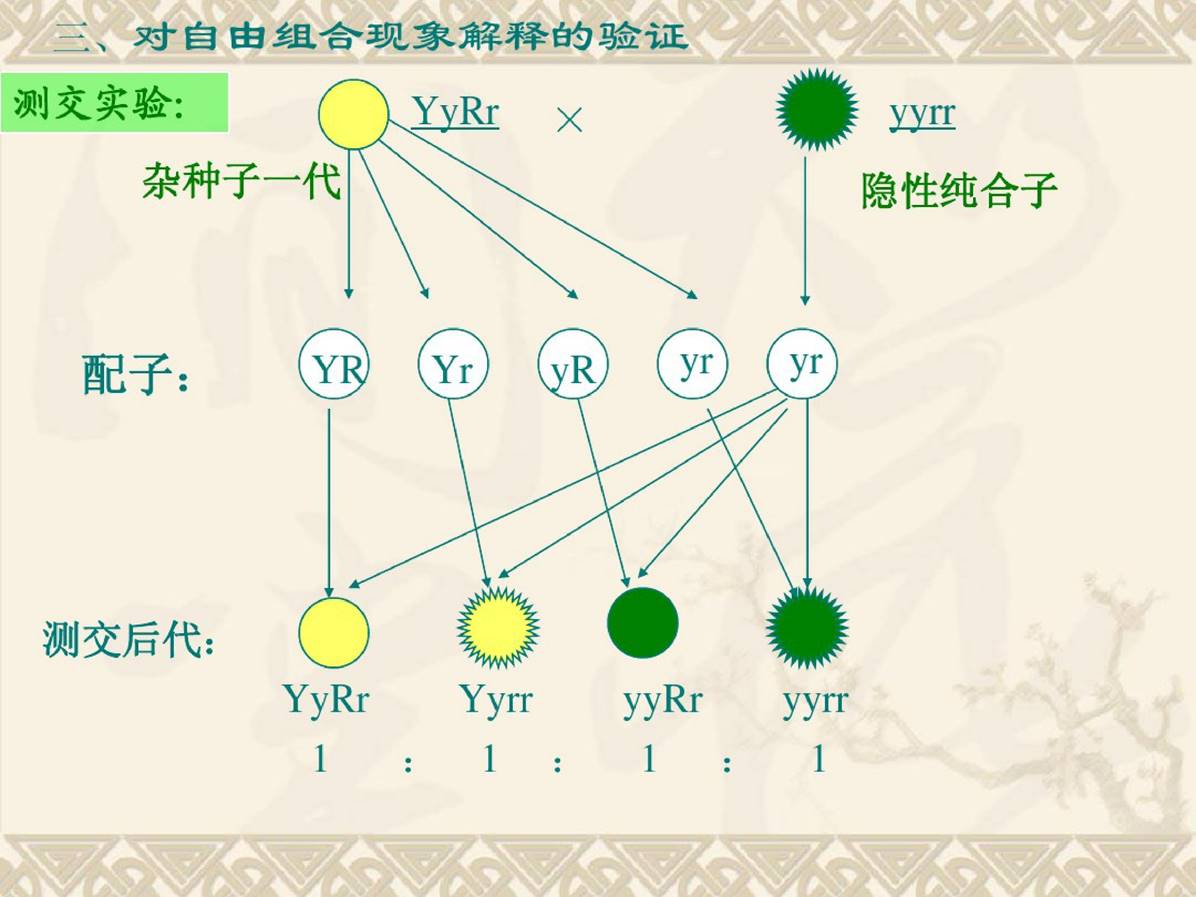 三、对自由组合现象解释的验证
测交实验:
YyRr × yyrr
杂种子一代
隐性纯合子
配子： YR Yr yR yr yr
测交后代：
YyRr Yyrr yyRr yyrr
1 ： 1 ： 1 ： 1